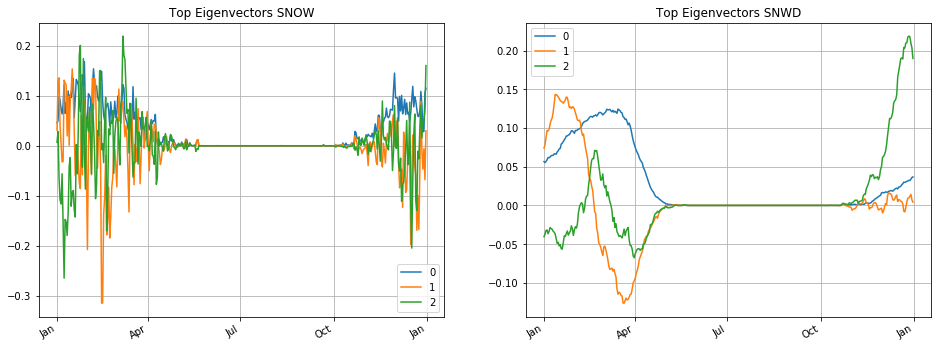 Top Eigenvectors SNOW
0.2
0.1
0.0
−0.1
−0.2
−0.3
Jan
Apr
Jul
Oct
Jan
0
1
2
Top Eigenvectors SNWD
0.20
0.15
0.10
0.05
0.00
−0.05
−0.10
Jan
Apr
Jul
Oct
Jan
0
1
2